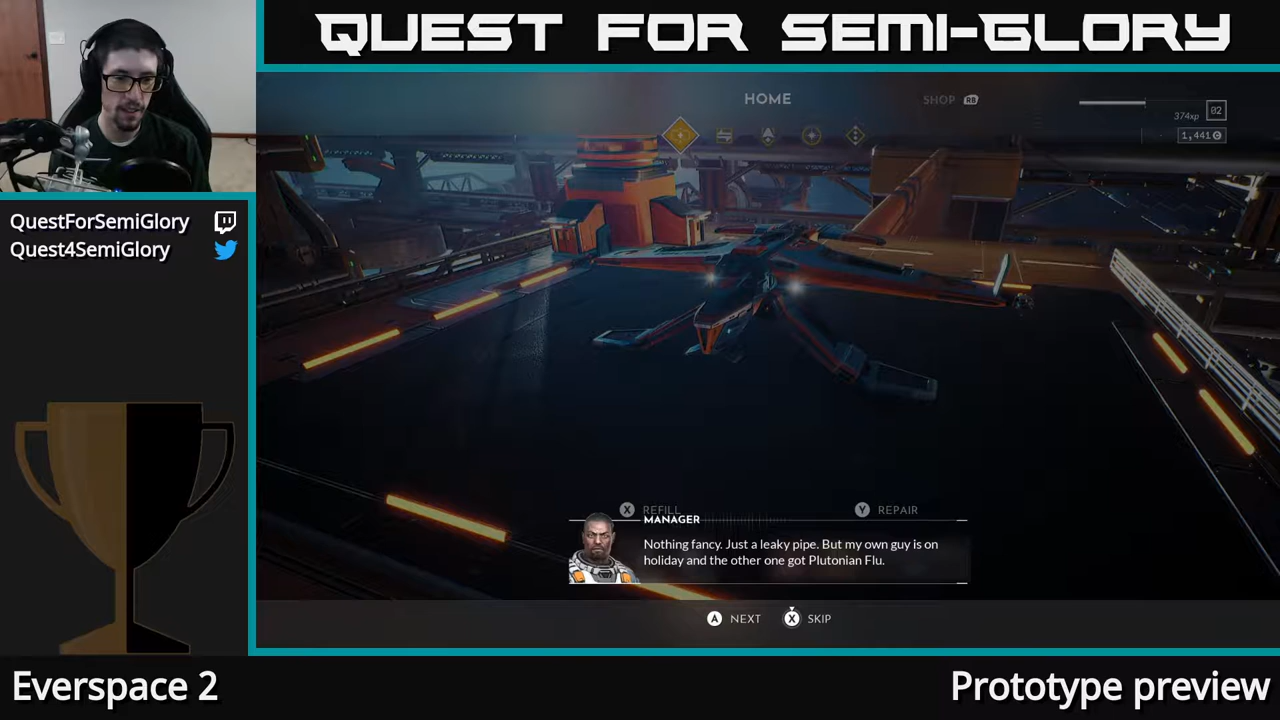 QUEST FOR SEMI-GLORY
QuestForSemiGlory
Quest4SemiGlory
HOME
SHOP RB
374xp
02
1,441
X REFILL
Y REPAIR
MANAGER
Nothing fancy. Just a leaky pipe. But my own guy is on
holiday and the other one got Plutonian Flu.
A NEXT
X SKIP
Everspace 2
Prototype preview